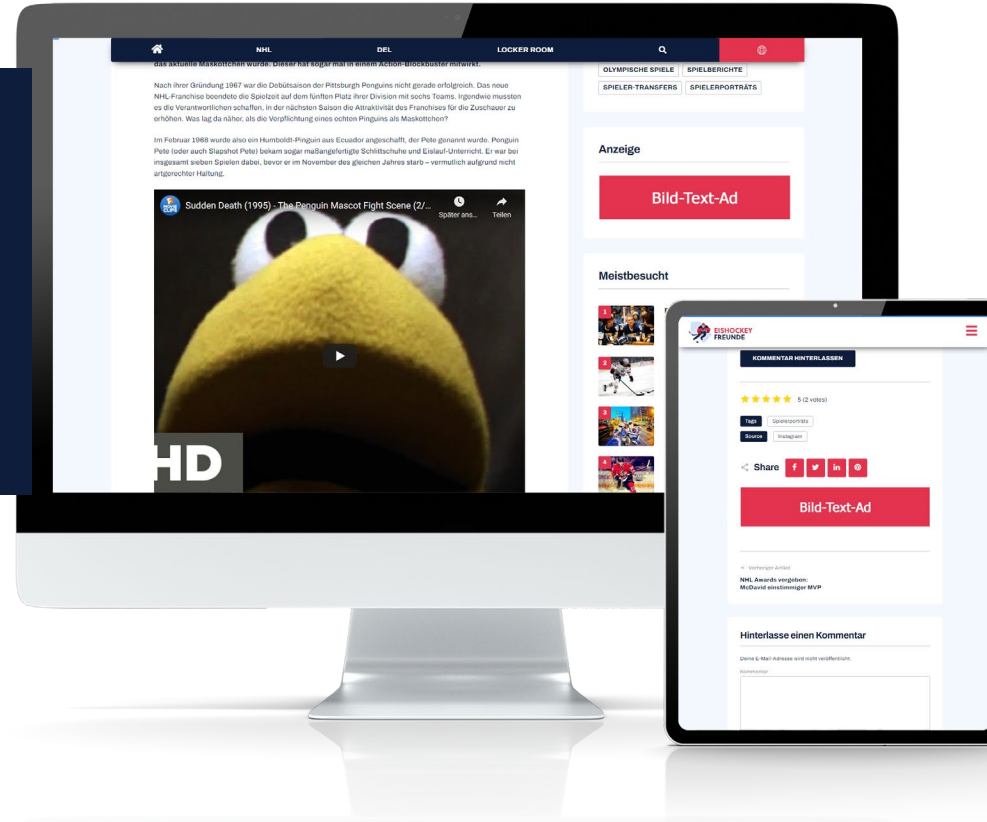 NHL
DEL
LOCKER ROOM
das aktuelle Maskottchen wurde. Dieser hat sogar mal in einem Action-Blockbuster mitwirkt.
Nach ihrer Gründung 1967 war die Debütsaison der Pittsburgh Penguins nicht gerade erfolgreich. Das neue
NHL-Franchise beendete die Spielzeit auf dem fünften Platz ihrer Division mit sechs Teams. Irgendwie mussten
es die Verantwortlichen schaffen, in der nächsten Saison die Attraktivität des Franchises für die Zuschauer zu
erhöhen. Was lag da näher, als die Verpflichtung eines echten Pinguins als Maskottchen?
Im Februar 1968 wurde also ein Humboldt-Pinguin aus Ecuador angeschafft, der Pete genannt wurde. Penguin
Pete (oder auch Slapshot Pete) bekam sogar maßangefertigte Schlittschuhe und Eislauf-Unterricht. Er war bei
insgesamt sieben Spielen dabei, bevor er im November des gleichen Jahres starb – vermutlich aufgrund nicht
artgerechter Haltung.
Sudden Death (1995) - The Penguin Mascot Fight Scene (2/...
Später ans...
Teilen
HD
OLYMPISCHE SPIELE
SPIELBERICHTE
SPIELER-TRANSFERS
SPIELERPORTRÄTS
Anzeige
Bild-Text-Ad
Meistbesucht
1
2
3
4
EISHOCKEY
FREUNDE
KOMMENTAR HINTERLASSEN
5 (2 votes)
Tags
Spielerporträts
Source
Instagram
Share
Bild-Text-Ad
< Vorheriger Artikel
NHL Awards vergeben:
McDavid einstimmiger MVP
Hinterlasse einen Kommentar
Deine E-Mail-Adresse wird nicht veröffentlicht.
Kommentar